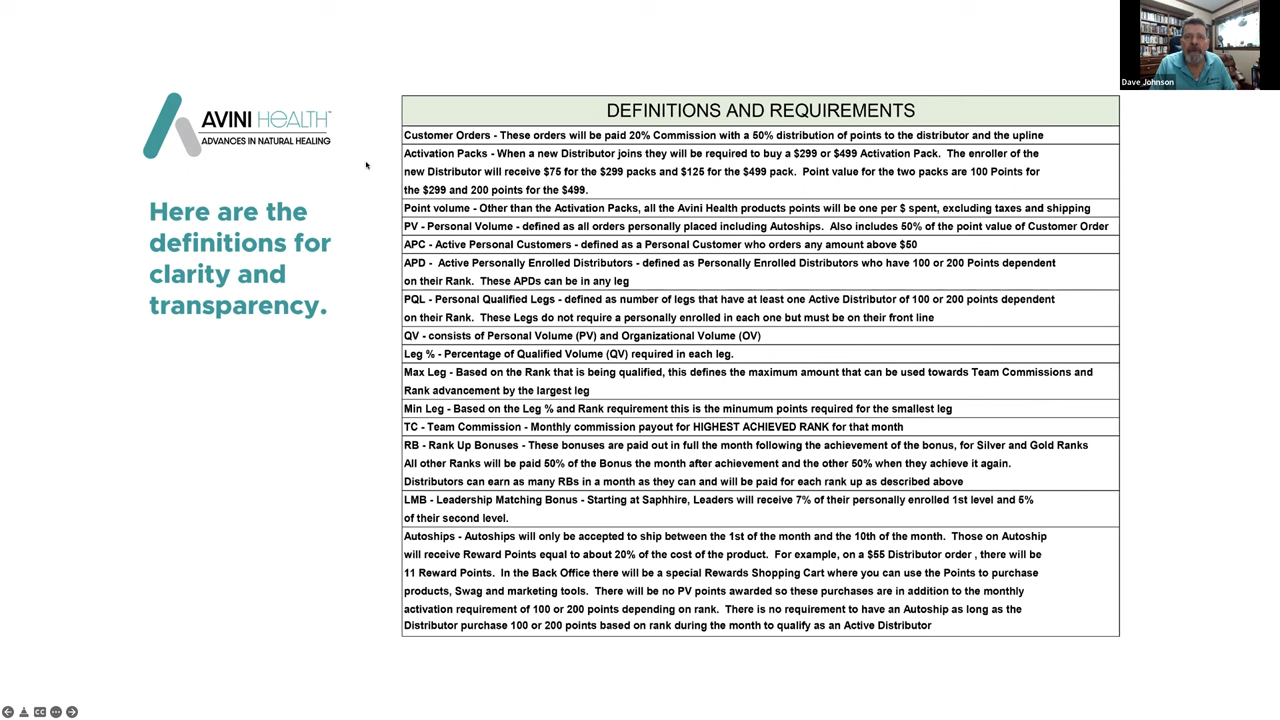 Dave Johnson
AVINI HEALTH™
ADVANCES IN NATURAL HEALING
Here are the
definitions for
clarity and
transparency.
DEFINITIONS AND REQUIREMENTS
Customer Orders - These orders will be paid 20% Commission with a 50% distribution of points to the distributor and the upline
Activation Packs - When a new Distributor joins they will be required to buy a $299 or $499 Activation Pack. The enroller of the
new Distributor will receive $75 for the $299 packs and $125 for the $499 pack. Point value for the two packs are 100 Points for
the $299 and 200 points for the $499.
Point volume - Other than the Activation Packs, all the Avini Health products points will be one per $ spent, excluding taxes and shipping
PV - Personal Volume - defined as all orders personally placed including Autoships. Also includes 50% of the point value of Customer Order
APC - Active Personal Customers - defined as a Personal Customer who orders any amount above $50
APD - Active Personally Enrolled Distributors - defined as Personally Enrolled Distributors who have 100 or 200 Points dependent
on their Rank. These APDs can be in any leg
PQL - Personal Qualified Legs - defined as number of legs that have at least one Active Distributor of 100 or 200 points dependent
on their Rank. These Legs do not require a personally enrolled in each one but must be on their front line
QV - consists of Personal Volume (PV) and Organizational Volume (OV)
Leg % - Percentage of Qualified Volume (QV) required in each leg.
Max Leg - Based on the Rank that is being qualified, this defines the maximum amount that can be used towards Team Commissions and
Rank advancement by the largest leg
Min Leg - Based on the Leg % and Rank requirement this is the minumum points required for the smallest leg
TC - Team Commission - Monthly commission payout for HIGHEST ACHIEVED RANK for that month
RB - Rank Up Bonuses - These bonuses are paid out in full the month following the achievement of the bonus, for Silver and Gold Ranks
All other Ranks will be paid 50% of the Bonus the month after achievement and the other 50% when they achieve it again.
Distributors can earn as many RBs in a month as they can and will be paid for each rank up as described above
LMB - Leadership Matching Bonus - Starting at Saphhire, Leaders will receive 7% of their personally enrolled 1st level and 5%
of their second level.
Autoships - Autoships will only be accepted to ship between the 1st of the month and the 10th of the month. Those on Autoship
will receive Reward Points equal to about 20% of the cost of the product. For example, on a $55 Distributor order , there will be
11 Reward Points. In the Back Office there will be a special Rewards Shopping Cart where you can use the Points to purchase
products, Swag and marketing tools. There will be no PV points awarded so these purchases are in addition to the monthly
activation requirement of 100 or 200 points depending on rank. There is no requirement to have an Autoship as long as the
Distributor purchase 100 or 200 points based on rank during the month to qualify as an Active Distributor